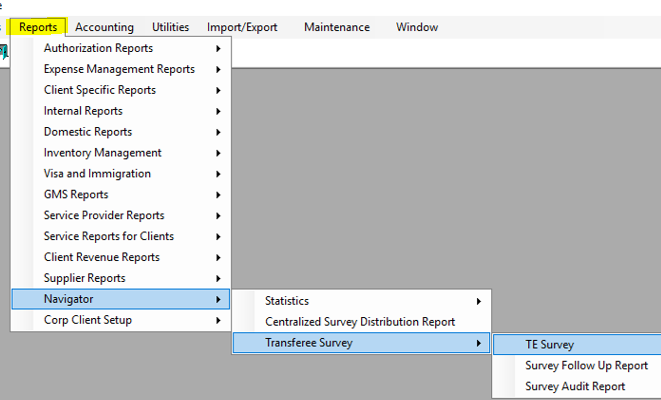 Reports Accounting Utilities Import/Export Maintenance Window
Authorization Reports
Expense Management Reports
Client Specific Reports
Internal Reports
Domestic Reports
Inventory Management
Visa and Immigration
GMS Reports
Service Provider Reports
Service Reports for Clients
Client Revenue Reports
Supplier Reports
Navigator
Corp Client Setup
Statistics
Centralized Survey Distribution Report
Transferee Survey
TE Survey
Survey Follow Up Report
Survey Audit Report